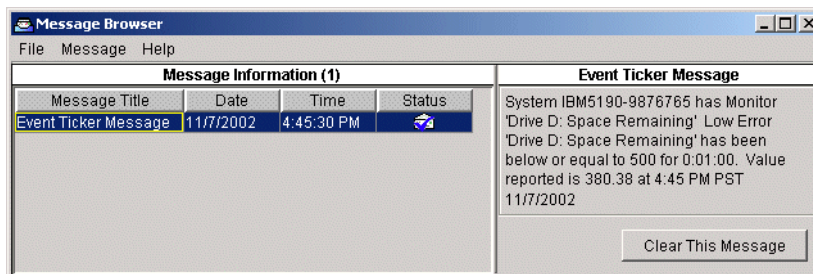 Message Browser
File Message Help
Message Information (1)
Message Title Date Time Status
Event Ticker Message 11/7/2002 4:45:30 PM
Event Ticker Message
System IBM5190-9876765 has Monitor
'Drive D: Space Remaining' Low Error
'Drive D: Space Remaining' has been
below or equal to 500 for 0:01:00. Value
reported is 380.38 at 4:45 PM PST
11/7/2002
Clear This Message